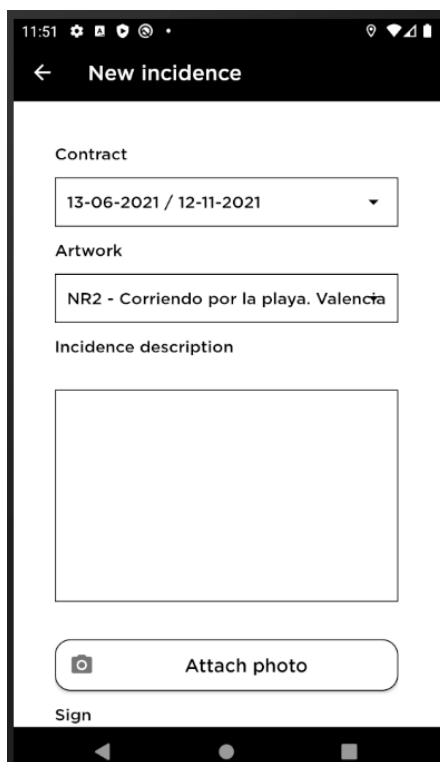 11:51
New incidence
Contract
13-06-2021 / 12-11-2021
Artwork
NR2 - Corriendo por la playa. Valencia
Incidence description
Attach photo
Sign